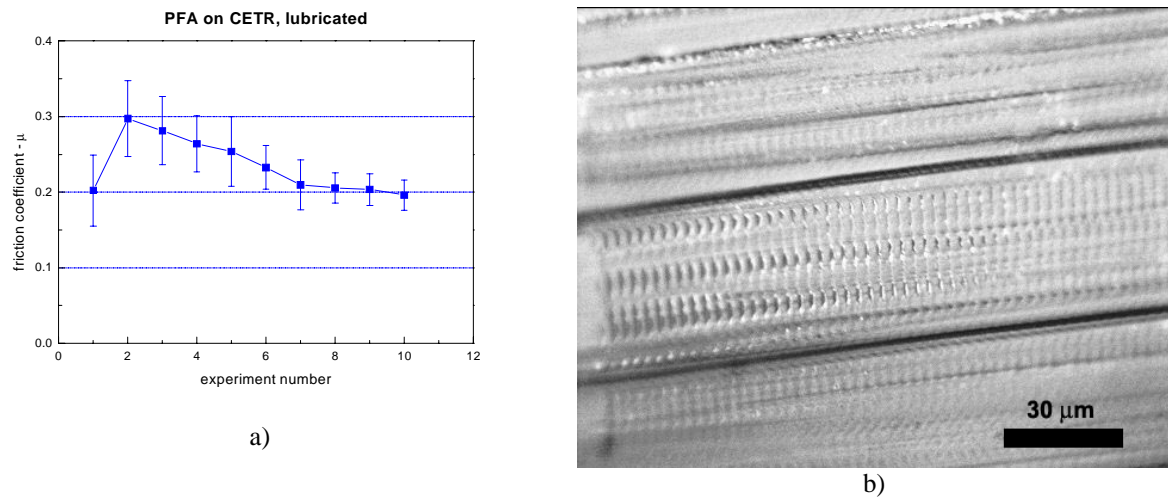 PFA on CETR, lubricated
0.4
0.3
0.2
0.1
0.0
friction coefficient - μ
0 2 4 6 8 10 12
experiment number
a)
30 μm
b)